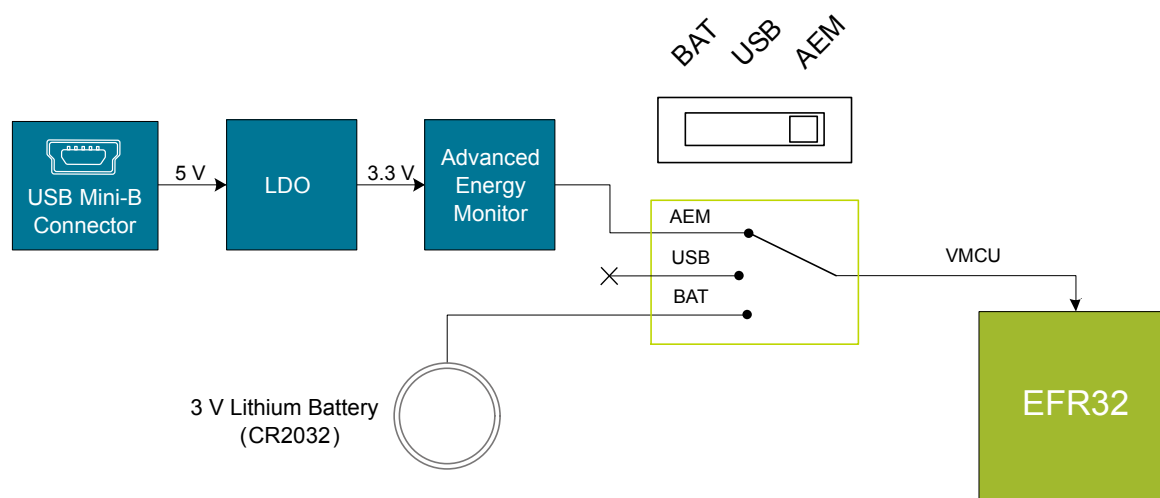 BAT
USB
AEM
USB Mini-B
Connector
5 V
LDO
3.3 V
Advanced
Energy
Monitor
AEM
USB
BAT
VMCU
3 V Lithium Battery
(CR2032)
EFR32